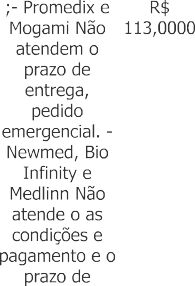 ;- Promedix e
Mogami Não
atendem o
prazo de
entrega,
pedido
emergencial. -
Newmed, Bio
Infinity e
Medlinn Não
atende o as
condições e
pagamento e o
prazo de
R$
113,0000